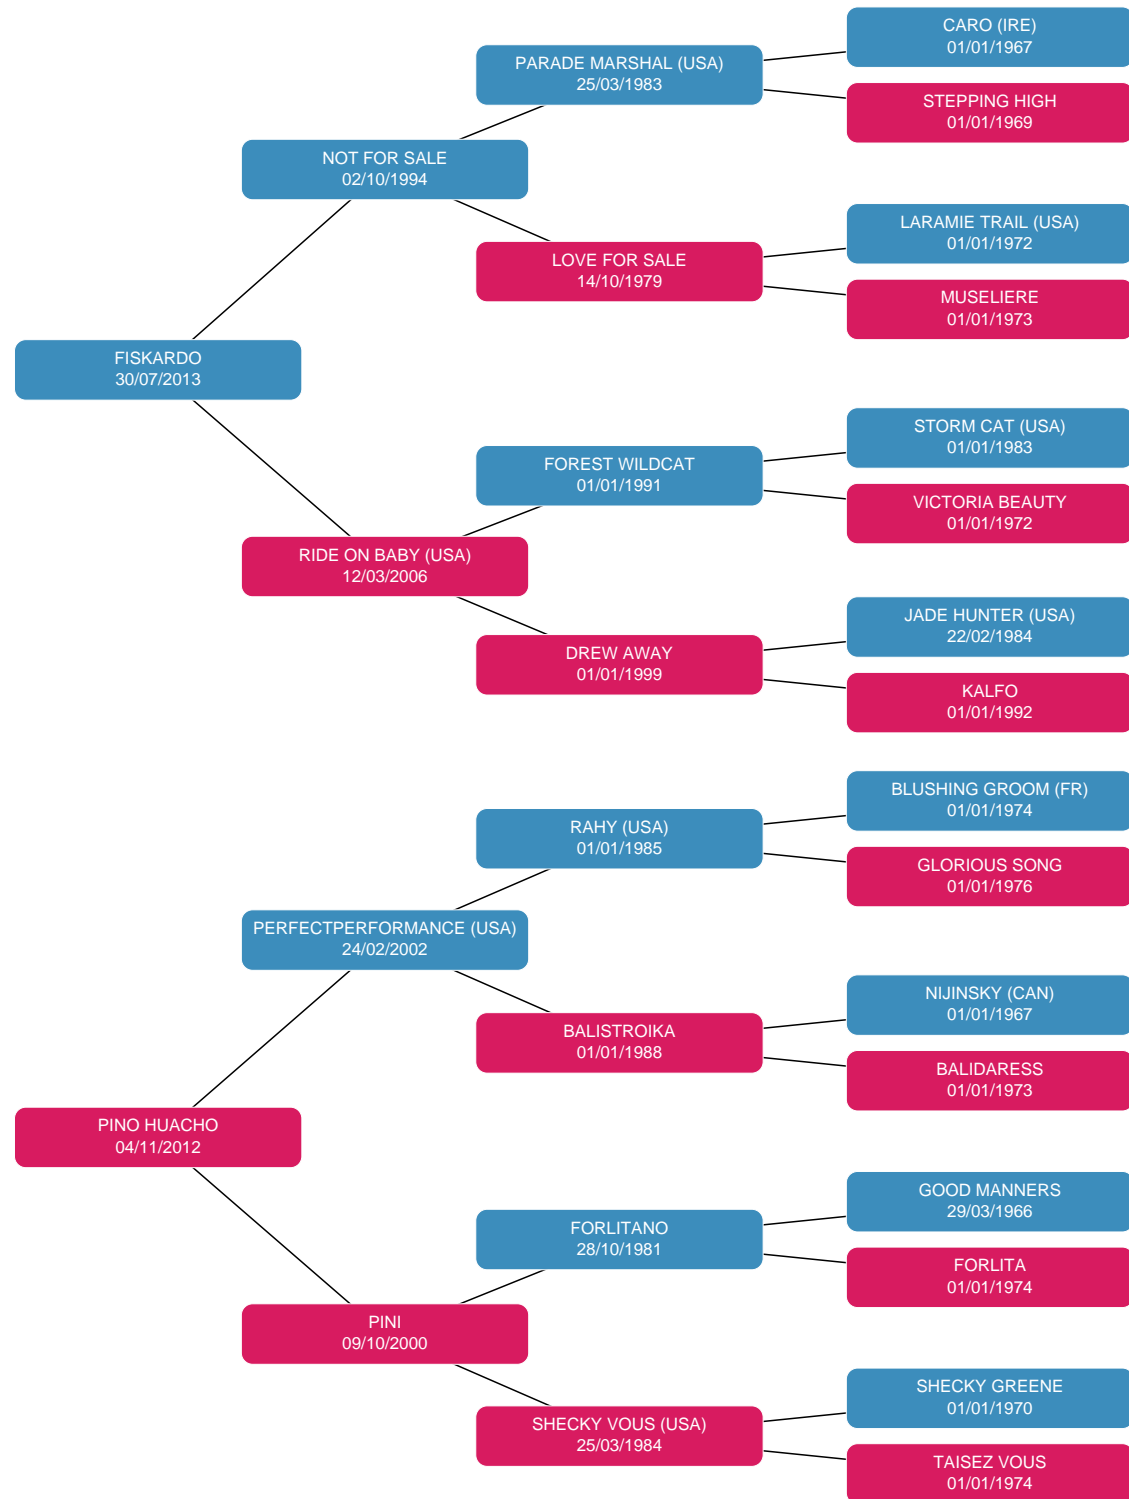 CARO (IRE)
01/01/1967
PARADE MARSHAL (USA)
25/03/1983
STEPPING HIGH
01/01/1969
NOT FOR SALE
02/10/1994
LARAMIE TRAIL (USA)
01/01/1972
LOVE FOR SALE
14/10/1979
MUSELIERE
01/01/1973
FISKARDO
30/07/2013
STORM CAT (USA)
01/01/1983
FOREST WILDCAT
01/01/1991
VICTORIA BEAUTY
01/01/1972
RIDE ON BABY (USA)
12/03/2006
JADE HUNTER (USA)
22/02/1984
DREW AWAY
01/01/1999
KALFO
01/01/1992
BLUSHING GROOM (FR)
01/01/1974
RAHY (USA)
01/01/1985
GLORIOUS SONG
01/01/1976
PERFECTPERFORMANCE (USA)
24/02/2002
NIJINSKY (CAN)
01/01/1967
BALISTROIKA
01/01/1988
BALIDARESS
01/01/1973
PINO HUACHO
04/11/2012
GOOD MANNERS
29/03/1966
FORLITANO
28/10/1981
FORLITA
01/01/1974
PINI
09/10/2000
SHECKY GREENE
01/01/1970
SHECKY VOUS (USA)
25/03/1984
TAISEZ VOUS
01/01/1974